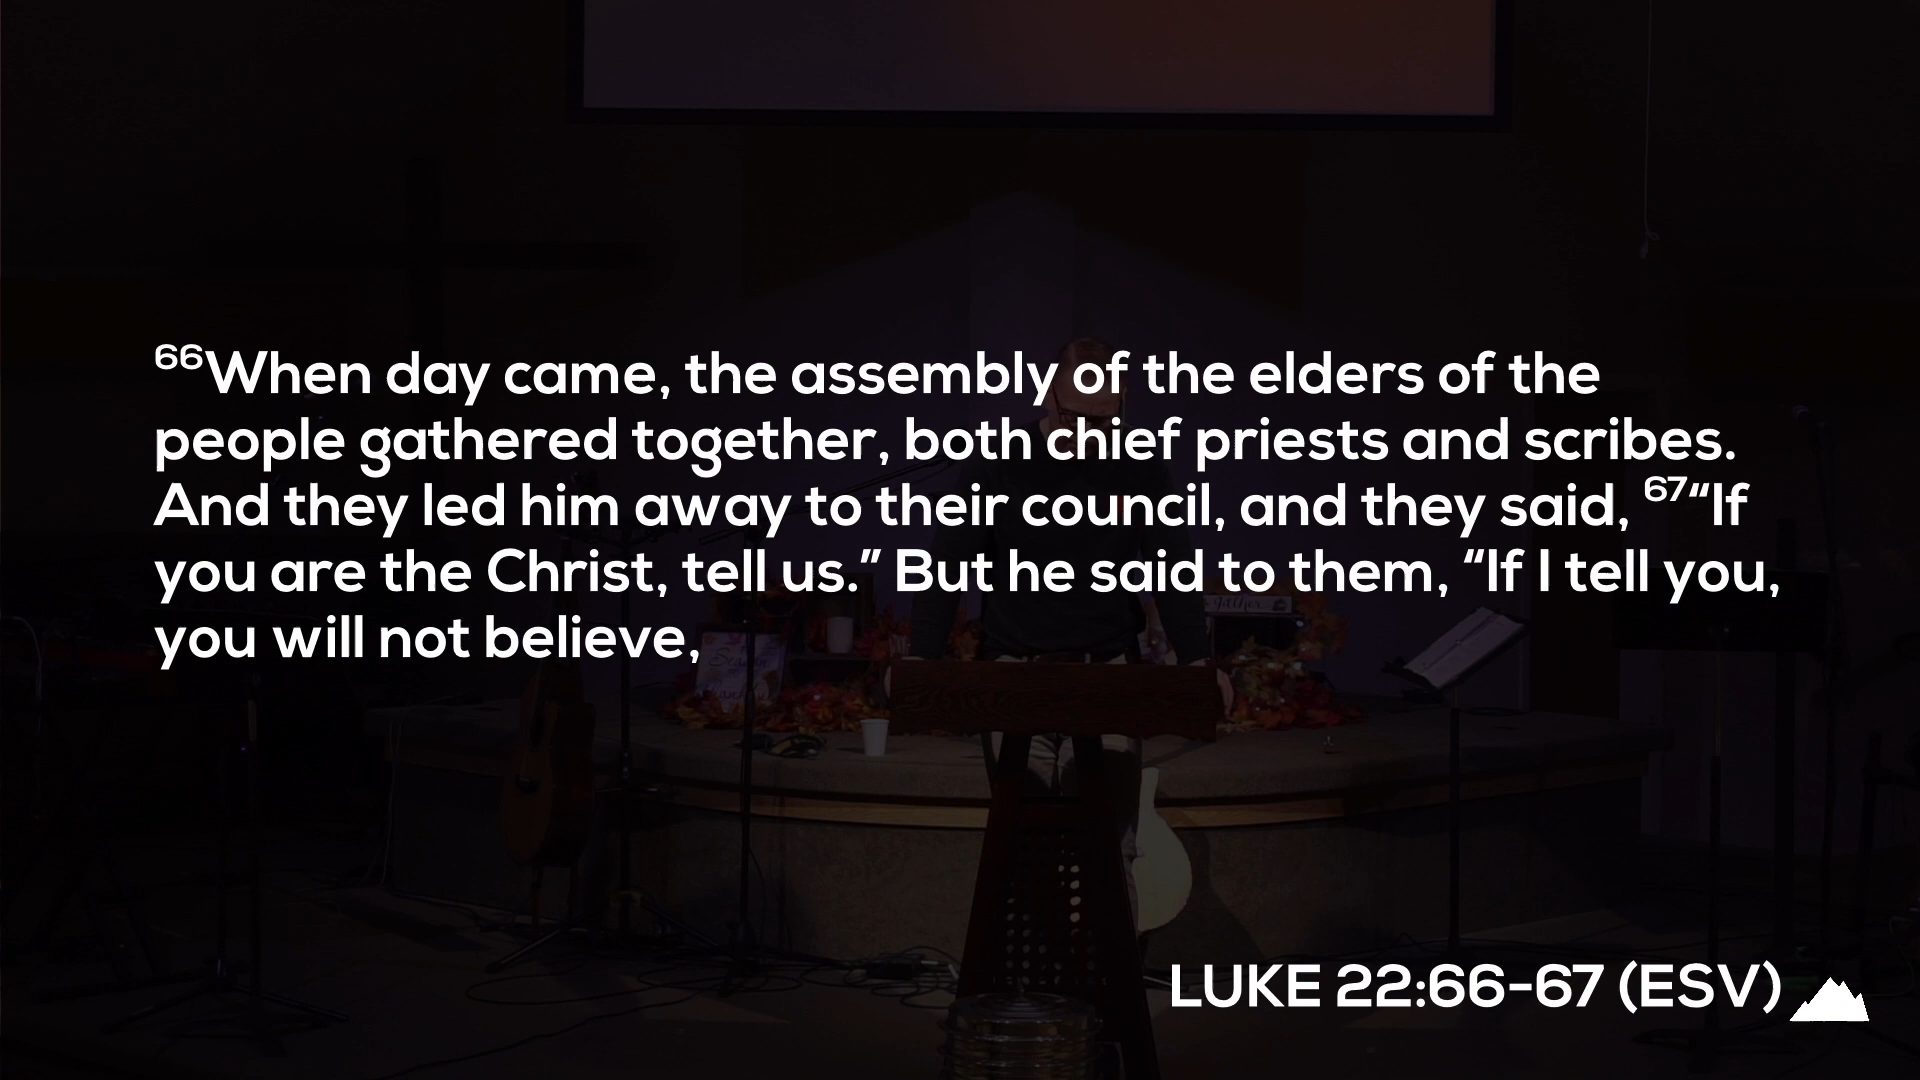 ⁶⁶When day came, the assembly of the elders of the
people gathered together, both chief priests and scribes.
And they led him away to their council, and they said, ⁶⁷“If
you are the Christ, tell us.” But he said to them, “If I tell you,
you will not believe,
LUKE 22:66-67 (ESV)